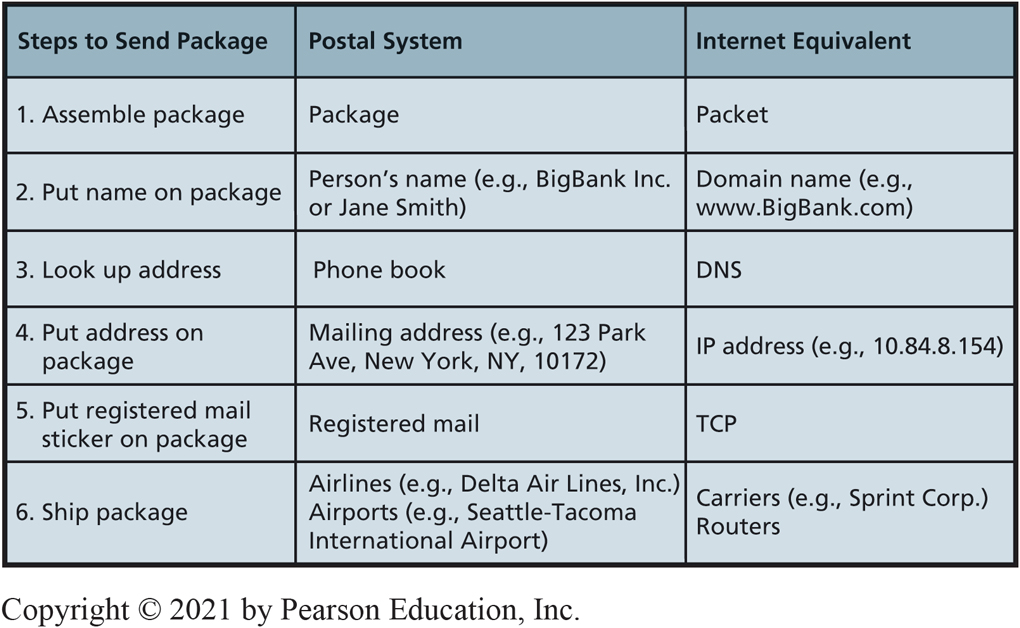 Steps to Send Package
Postal System
Internet Equivalent
1. Assemble package
Package
Packet
2. Put name on package
Person's name (e.g., BigBank Inc.
or Jane Smith)
Domain name (e.g.,
www.BigBank.com)
3. Look up address
Phone book
DNS
4. Put address on
package
Mailing address (e.g., 123 Park
Ave, New York, NY, 10172)
IP address (e.g., 10.84.8.154)
5. Put registered mail
sticker on package
Registered mail
TCP
6. Ship package
Airlines (e.g., Delta Air Lines, Inc.)
Airports (e.g., Seattle-Tacoma
International Airport)
Carriers (e.g., Sprint Corp.)
Routers
Copyright © 2021 by Pearson Education, Inc.